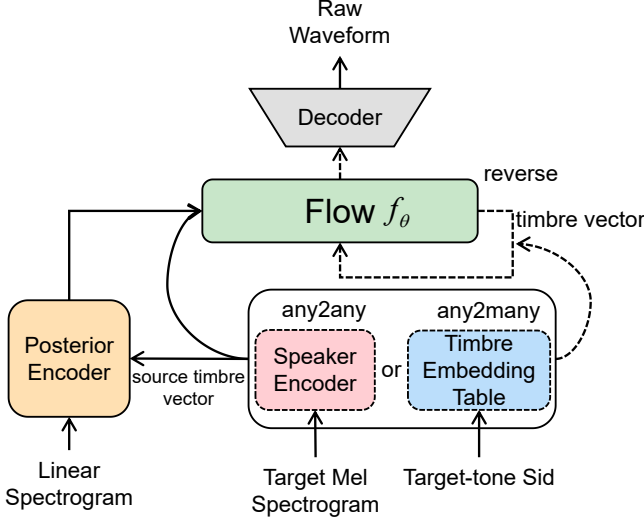 Raw
Waveform
Decoder
reverse
Flow f_θ
timbre vector
any2any
any2many
Posterior
Encoder
source timbre
vector
Speaker
Encoder
or
Timbre
Embedding
Table
Linear
Spectrogram
Target Mel
Spectrogram
Target-tone Sid